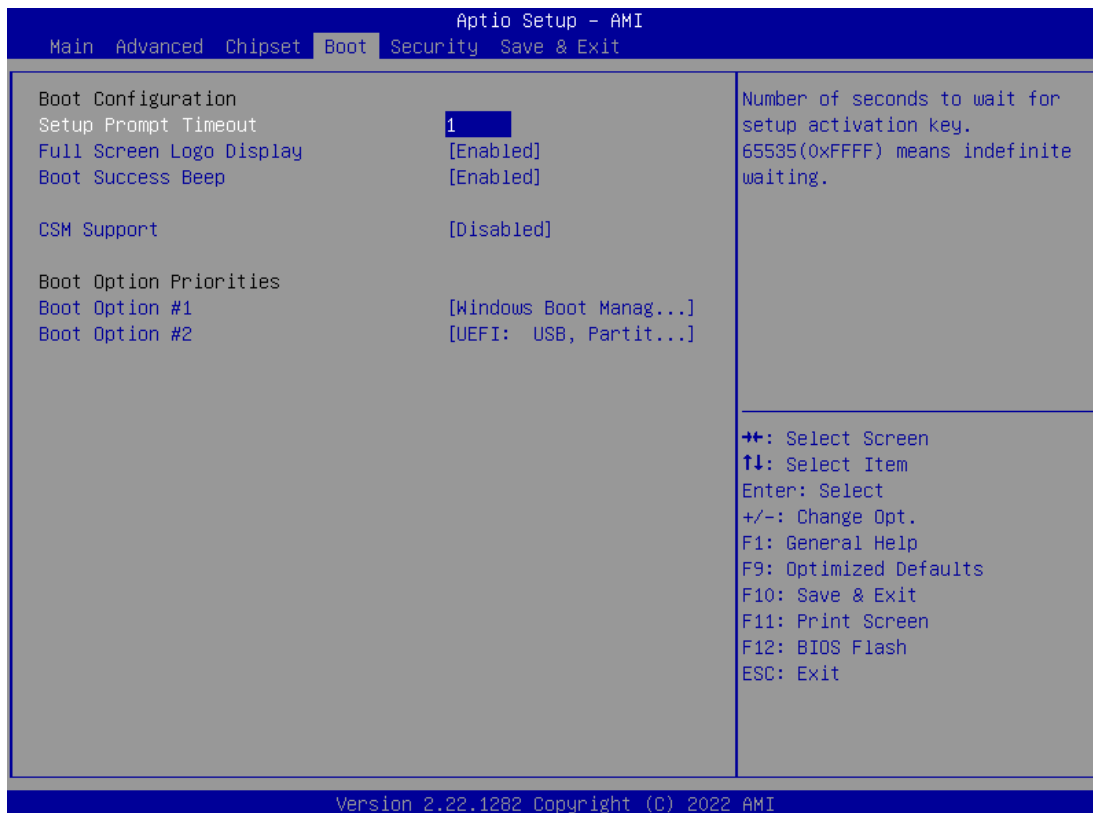 Aptio Setup – AMI
Main Advanced Chipset Boot Security Save & Exit
Boot Configuration
Setup Prompt Timeout 1
Full Screen Logo Display [Enabled]
Boot Success Beep [Enabled]
CSM Support [Disabled]
Boot Option Priorities
Boot Option #1 [Windows Boot Manag...]
Boot Option #2 [UEFI: USB, Partit...]
Number of seconds to wait for
setup activation key.
65535(0xFFFF) means indefinite
waiting.
→←: Select Screen
↑↓: Select Item
Enter: Select
+/-: Change Opt.
F1: General Help
F9: Optimized Defaults
F10: Save & Exit
F11: Print Screen
F12: BIOS Flash
ESC: Exit
Version 2.22.1282 Copyright (C) 2022 AMI